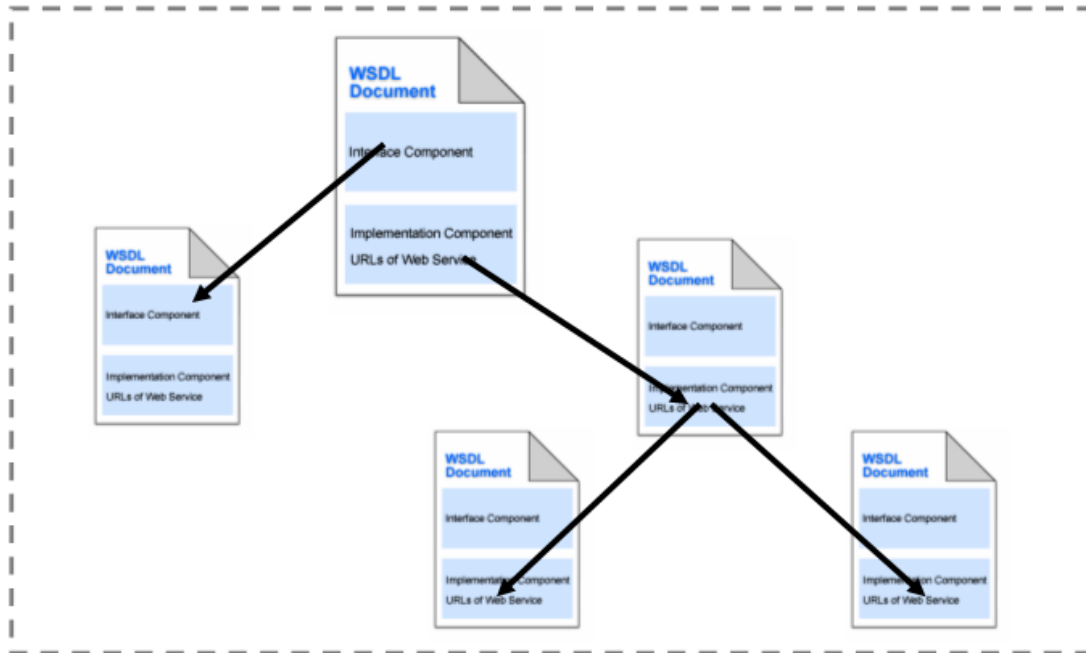 WSDL
Document
Interface Component
Implementation Component
URLs of Web Service
WSDL
Document
Interface Component
Implementation Component
URLs of Web Service
WSDL
Document
Interface Component
Implementation Component
URLs of Web Service
WSDL
Document
Interface Component
Implementation Component
URLs of Web Service
WSDL
Document
Interface Component
Implementation Component
URLs of Web Service